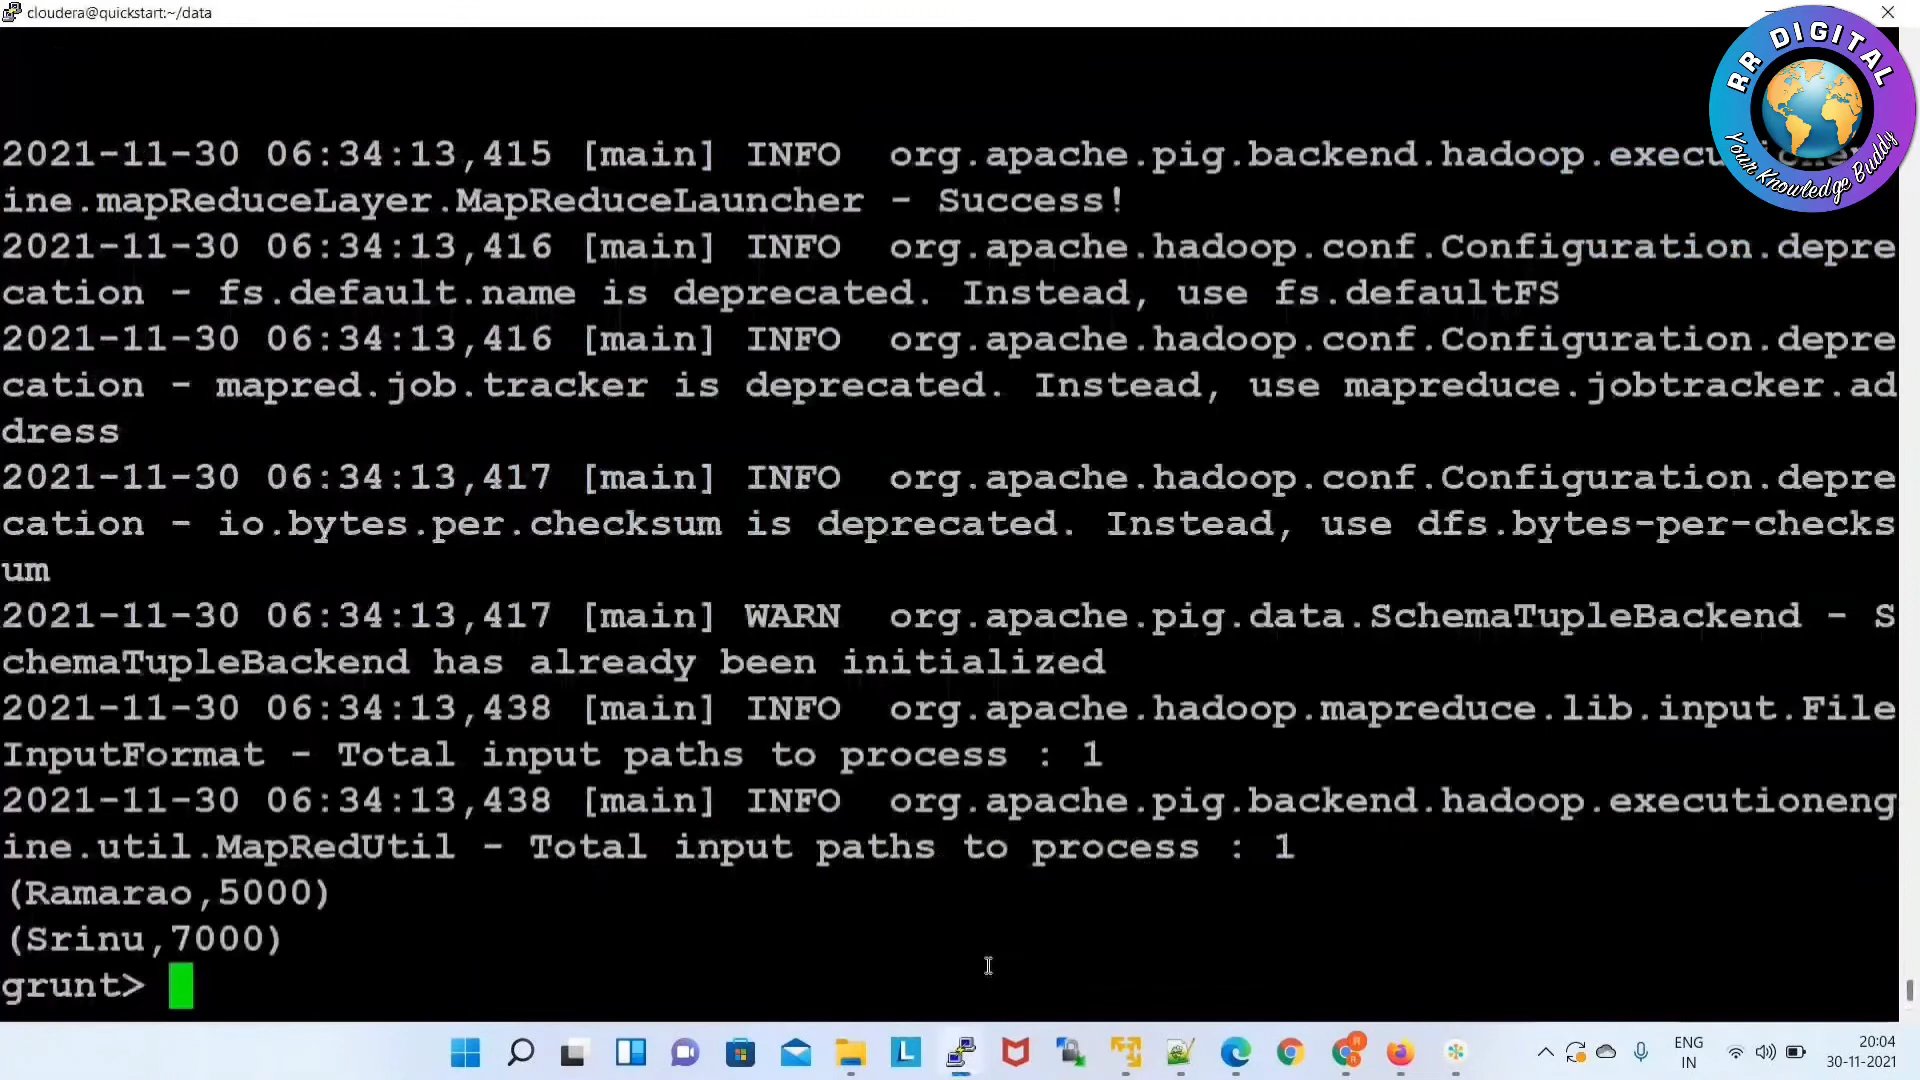 cloudera@quickstart:~/data
RR DIGITAL
Your Knowledge Buddy
2021-11-30 06:34:13,415 [main] INFO  org.apache.pig.backend.hadoop.executioneng
ine.mapReduceLayer.MapReduceLauncher - Success!
2021-11-30 06:34:13,416 [main] INFO  org.apache.hadoop.conf.Configuration.depre
cation - fs.default.name is deprecated. Instead, use fs.defaultFS
2021-11-30 06:34:13,416 [main] INFO  org.apache.hadoop.conf.Configuration.depre
cation - mapred.job.tracker is deprecated. Instead, use mapreduce.jobtracker.ad
dress
2021-11-30 06:34:13,417 [main] INFO  org.apache.hadoop.conf.Configuration.depre
cation - io.bytes.per.checksum is deprecated. Instead, use dfs.bytes-per-checks
um
2021-11-30 06:34:13,417 [main] WARN  org.apache.pig.data.SchemaTupleBackend - S
chemaTupleBackend has already been initialized
2021-11-30 06:34:13,438 [main] INFO  org.apache.hadoop.mapreduce.lib.input.File
InputFormat - Total input paths to process : 1
2021-11-30 06:34:13,438 [main] INFO  org.apache.pig.backend.hadoop.executioneng
ine.util.MapRedUtil - Total input paths to process : 1
(Ramarao,5000)
(Srinu,7000)
grunt>
ENG
IN
20:04
30-11-2021